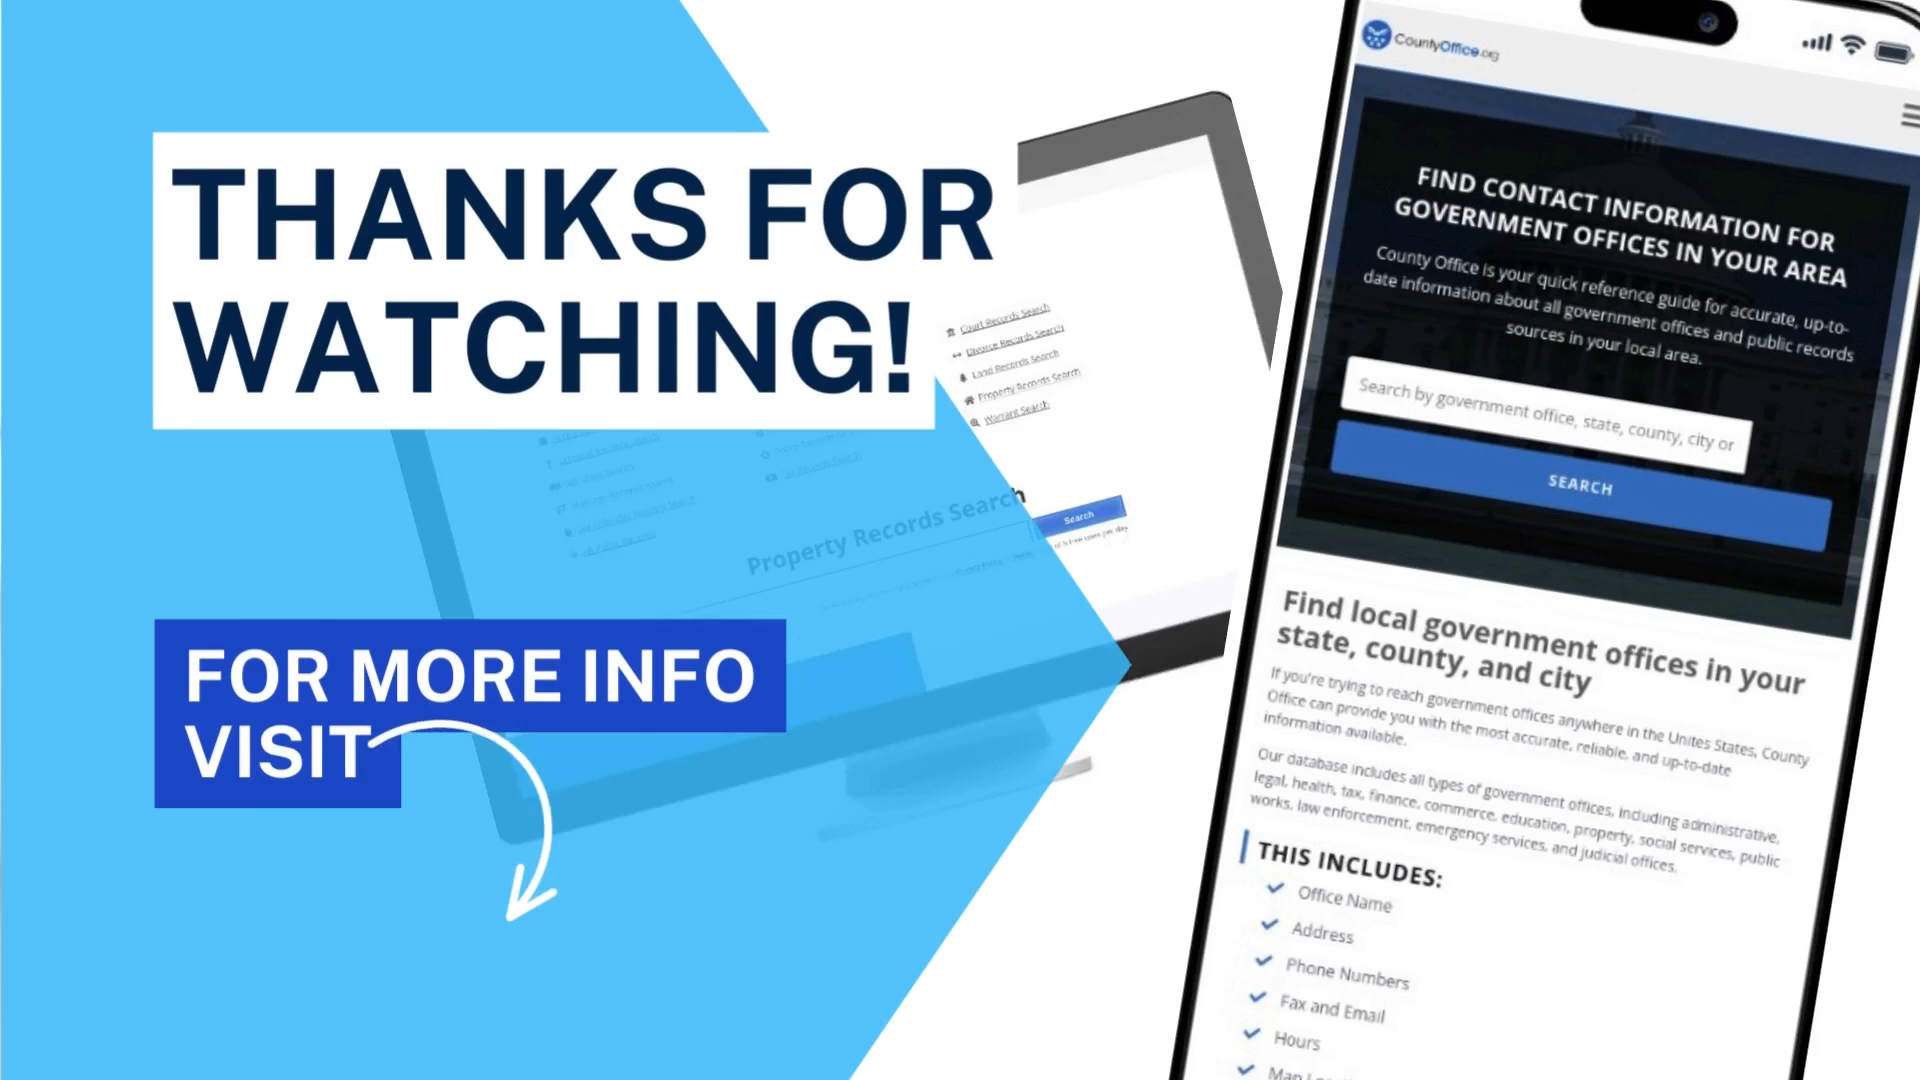 THANKS FOR
WATCHING!
FOR MORE INFO
VISIT
Court Records Search
Divorce Records Search
Land Records Search
Property Records Search
Warrant Search
Property Records Search
Search
CountyOffice.org
FIND CONTACT INFORMATION FOR
GOVERNMENT OFFICES IN YOUR AREA
County Office is your quick reference guide for accurate, up-to-
date information about all government offices and public records
sources in your local area.
Search by government office, state, county, city or
SEARCH
Find local government offices in your
state, county, and city
If you're trying to reach government offices anywhere in the Unites States, County
Office can provide you with the most accurate, reliable, and up-to-date
information available.
Our database includes all types of government offices, including administrative,
legal, health, tax, finance, commerce, education, property, social services, public
works, law enforcement, emergency services, and judicial offices.
THIS INCLUDES:
Office Name
Address
Phone Numbers
Fax and Email
Hours
Map